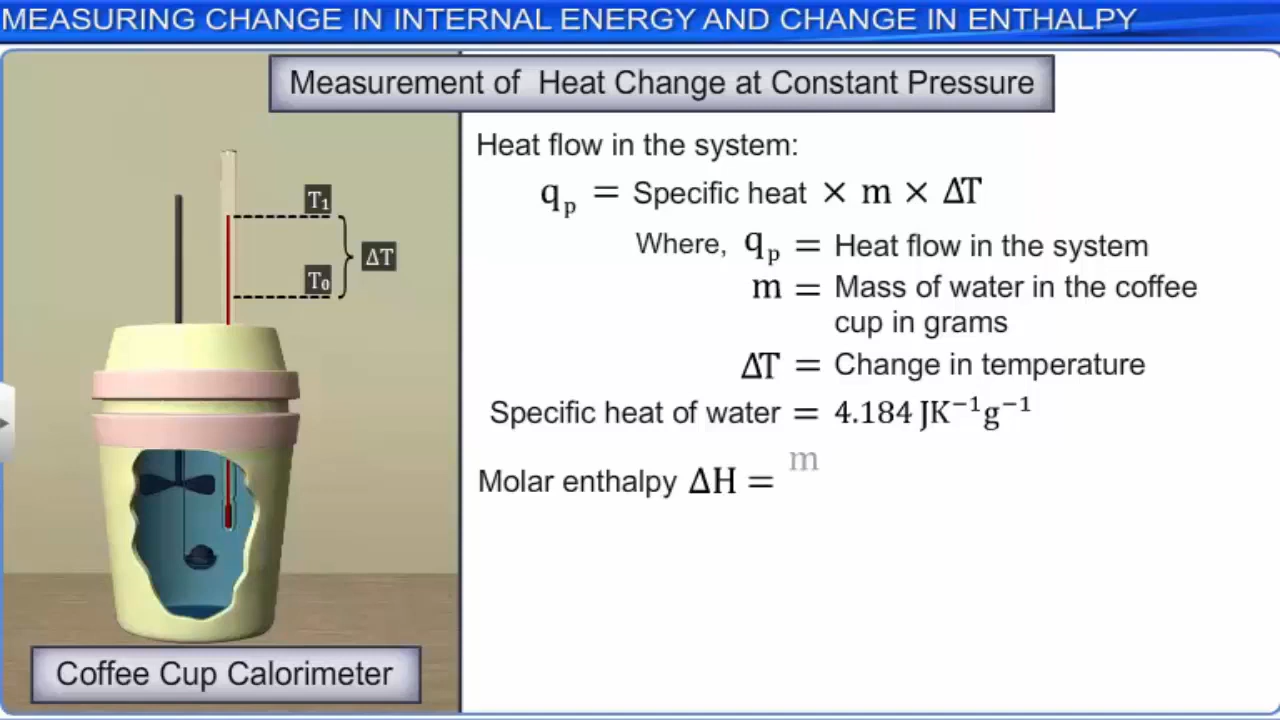 MEASURING CHANGE IN INTERNAL ENERGY AND CHANGE IN ENTHALPY
Measurement of Heat Change at Constant Pressure
Heat flow in the system:
qₚ = Specific heat × m × ΔT
Where, qₚ = Heat flow in the system
m = Mass of water in the coffee
cup in grams
ΔT = Change in temperature
Specific heat of water = 4.184 JK⁻¹g⁻¹
Molar enthalpy ΔH = m
T₁
ΔT
T₀
Coffee Cup Calorimeter